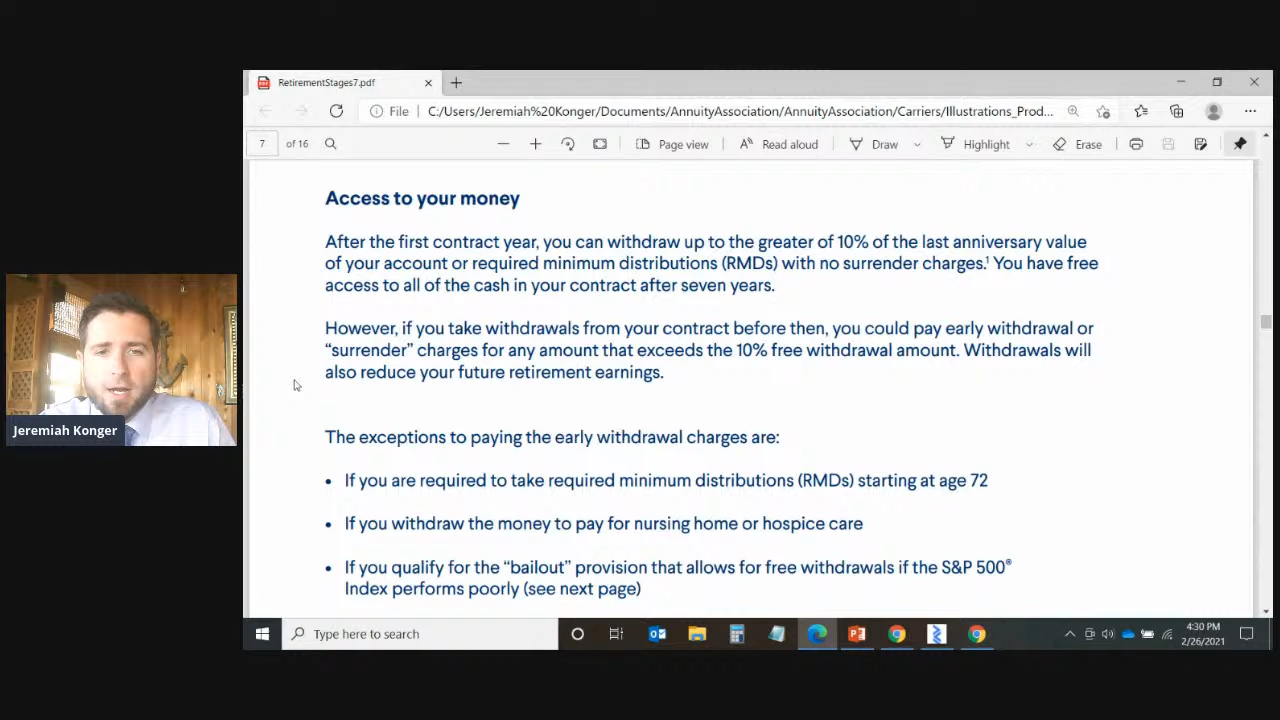 RetirementStages7.pdf
File
C:/Users/Jeremiah%20Konger/Documents/AnnuityAssociation/AnnuityAssociation/Carriers/Illustrations_Prod...
7 of 16
Page view
Read aloud
Draw
Highlight
Erase
Access to your money
After the first contract year, you can withdraw up to the greater of 10% of the last anniversary value
of your account or required minimum distributions (RMDs) with no surrender charges.¹ You have free
access to all of the cash in your contract after seven years.
However, if you take withdrawals from your contract before then, you could pay early withdrawal or
“surrender” charges for any amount that exceeds the 10% free withdrawal amount. Withdrawals will
also reduce your future retirement earnings.
Jeremiah Konger
The exceptions to paying the early withdrawal charges are:
• If you are required to take required minimum distributions (RMDs) starting at age 72
• If you withdraw the money to pay for nursing home or hospice care
• If you qualify for the “bailout” provision that allows for free withdrawals if the S&P 500®
Index performs poorly (see next page)
Type here to search
4:30 PM
2/26/2021